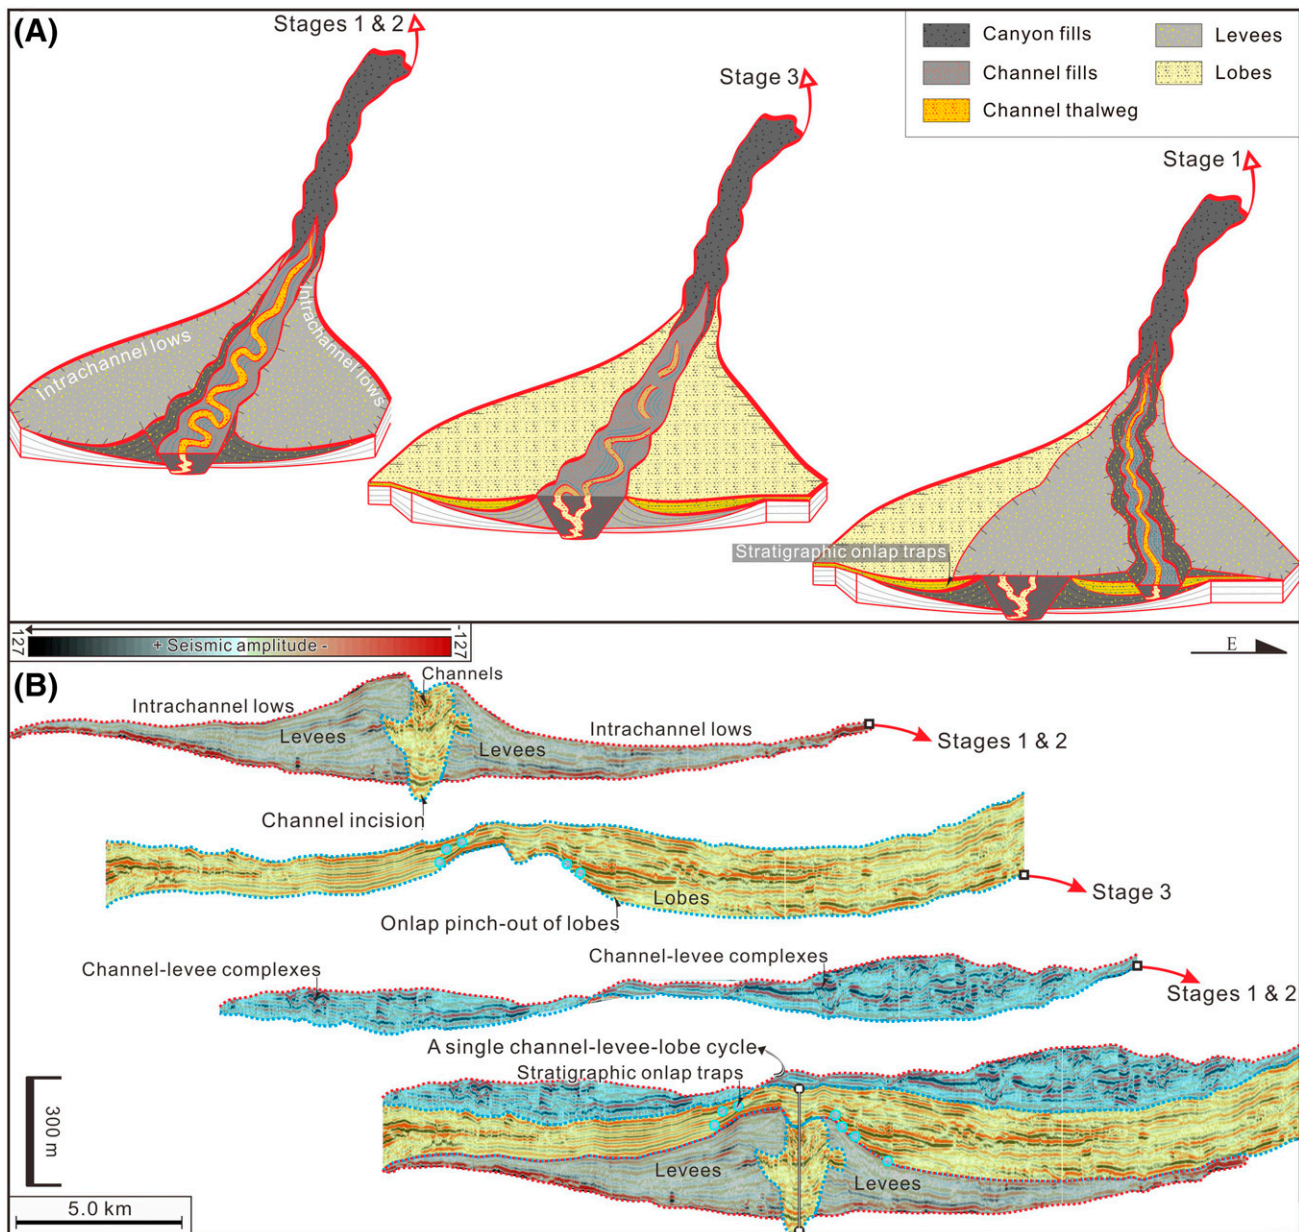 (A)
Stages 1 & 2
Stage 3
Stage 1
Canyon fills
Channel fills
Channel thalweg
Levees
Lobes
Intrachannel lows
Intrachannel lows
Stratigraphic onlap traps
127
+ Seismic amplitude -
-127
E
(B)
Channels
Intrachannel lows
Levees
Levees
Intrachannel lows
Stages 1 & 2
Channel incision
Lobes
Stage 3
Onlap pinch-out of lobes
Channel-levee complexes
Channel-levee complexes
Stages 1 & 2
A single channel-levee-lobe cycle
Stratigraphic onlap traps
Levees
Levees
300 m
5.0 km